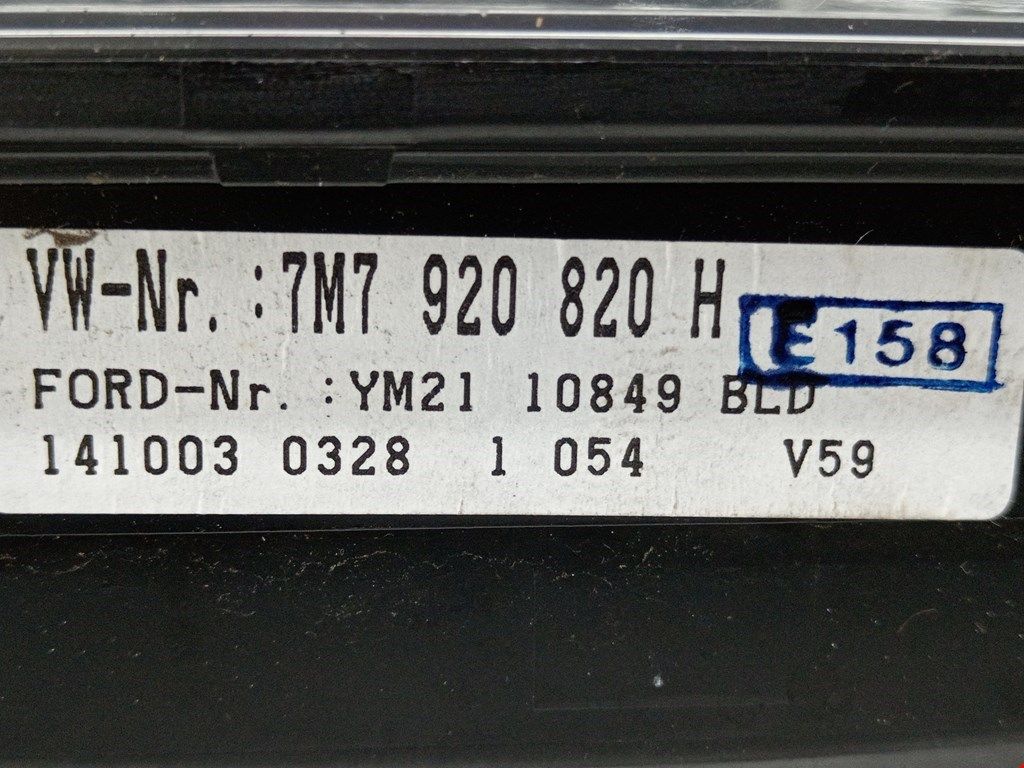 VW-Nr. :7M7 920 820 H
E158
FORD-Nr. :YM21 10849 BLD
141003 0328 1 054 V59